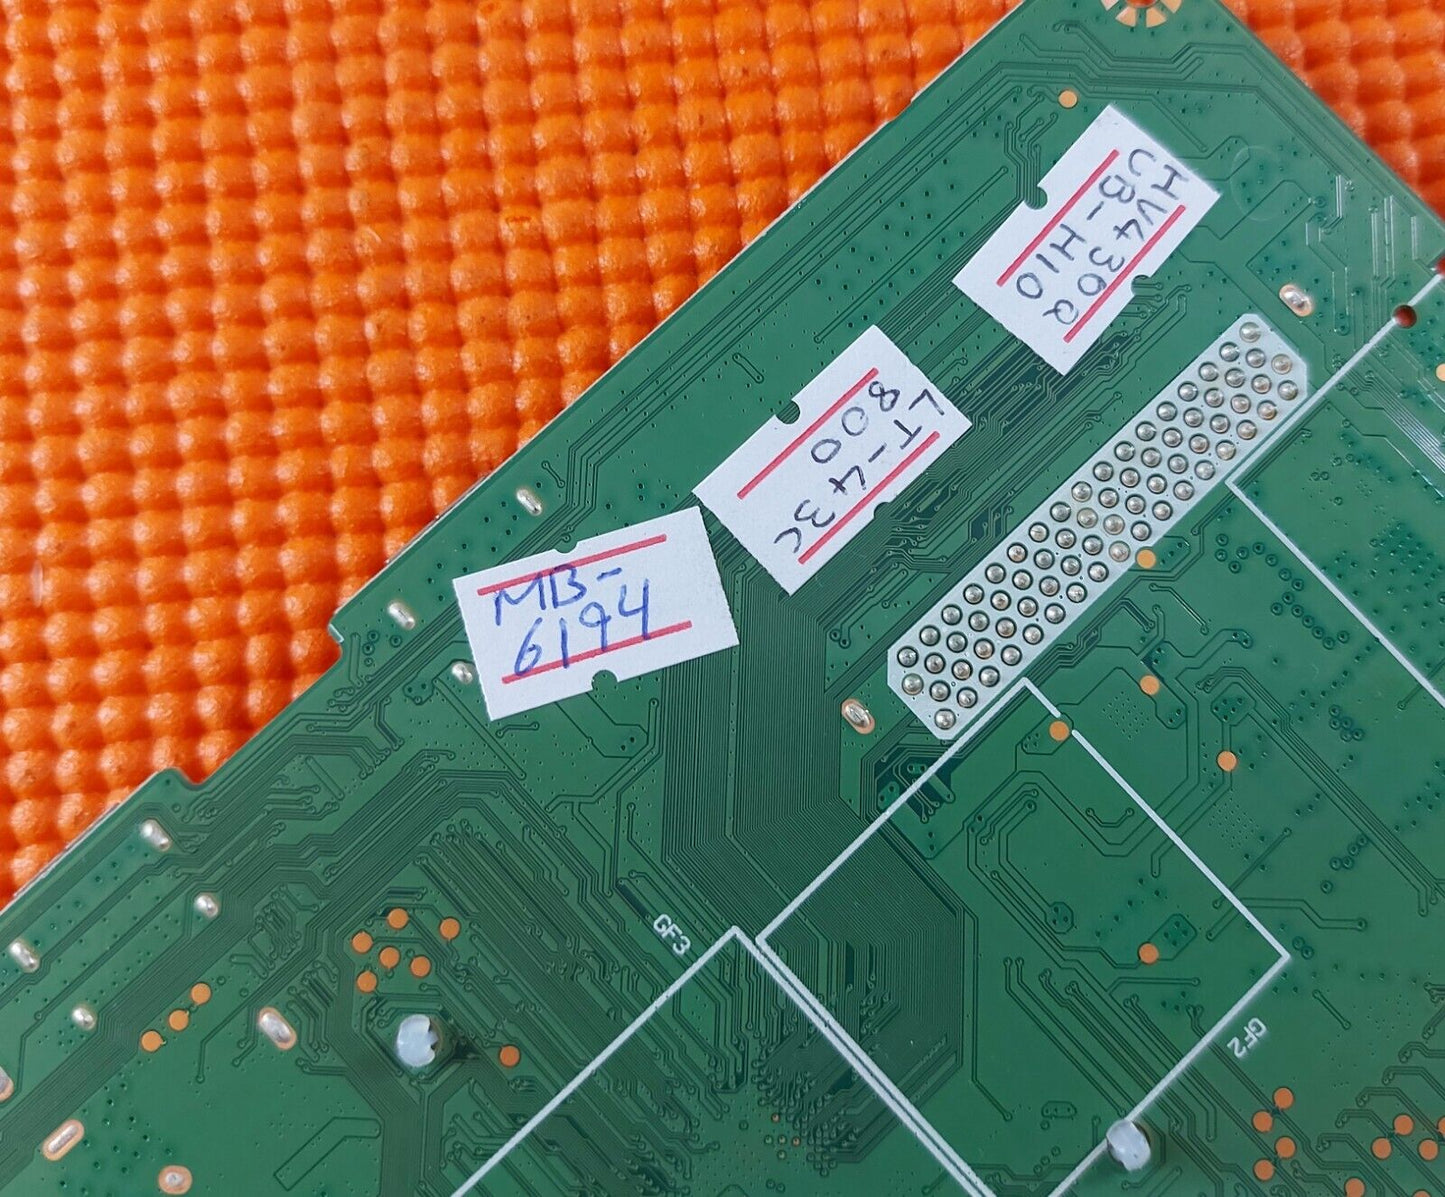 HV430Q
UB-H10
LT-43C
800
MB-
6194
GF3
GF2